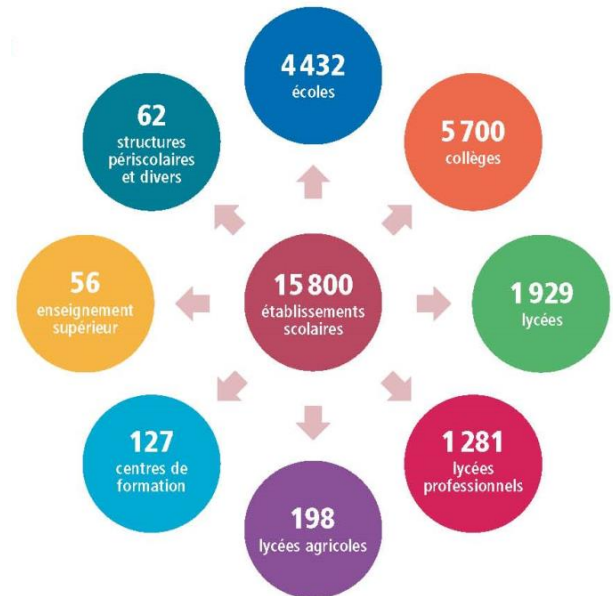 4 432
écoles
62
structures
périscolaires
et divers
5 700
collèges
56
enseignement
supérieur
15 800
établissements
scolaires
1 929
lycées
127
centres de
formation
1 281
lycées
professionnels
198
lycées agricoles